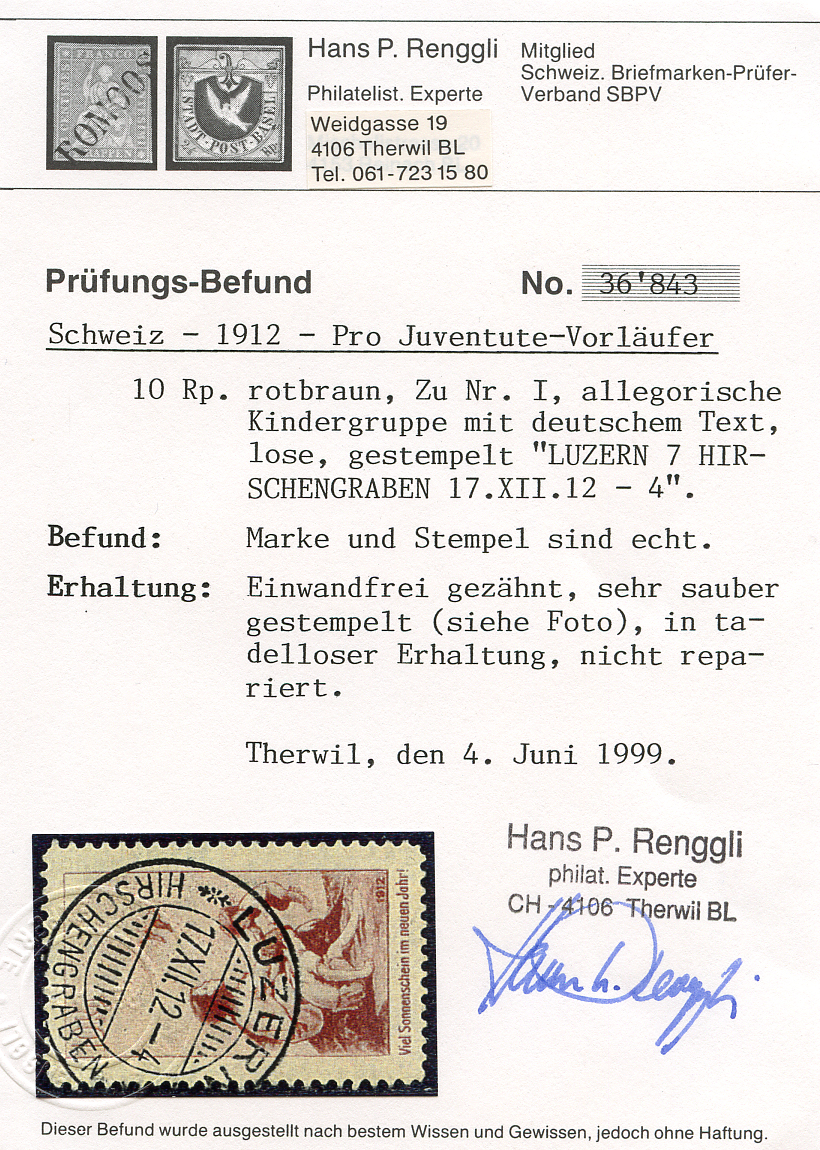 FRANCO
ROMOOS
STADT-POST-BASEL
Hans P. Renggli
Philatelist. Experte
Weidgasse 19
4106 Therwil BL
Tel. 061-723 15 80
Mitglied
Schweiz. Briefmarken-Prüfer-
Verband SBPV
Prüfungs-Befund
No. 36'843
Schweiz - 1912 - Pro Juventute-Vorläufer
10 Rp. rotbraun, Zu Nr. I, allegorische
Kindergruppe mit deutschem Text,
lose, gestempelt "LUZERN 7 HIR-
SCHENGRABEN 17.XII.12 - 4".
Befund: Marke und Stempel sind echt.
Erhaltung: Einwandfrei gezähnt, sehr sauber
gestempelt (siehe Foto), in ta-
delloser Erhaltung, nicht repa-
riert.
Therwil, den 4. Juni 1999.
LUZERN
HIRSCHENGRABEN
17.XII.12 - 4
1912
Viel Sonnenschein im neuen Jahr!
Hans P. Renggli
philat. Experte
CH - 4106 Therwil BL
Dieser Befund wurde ausgestellt nach bestem Wissen und Gewissen, jedoch ohne Haftung.